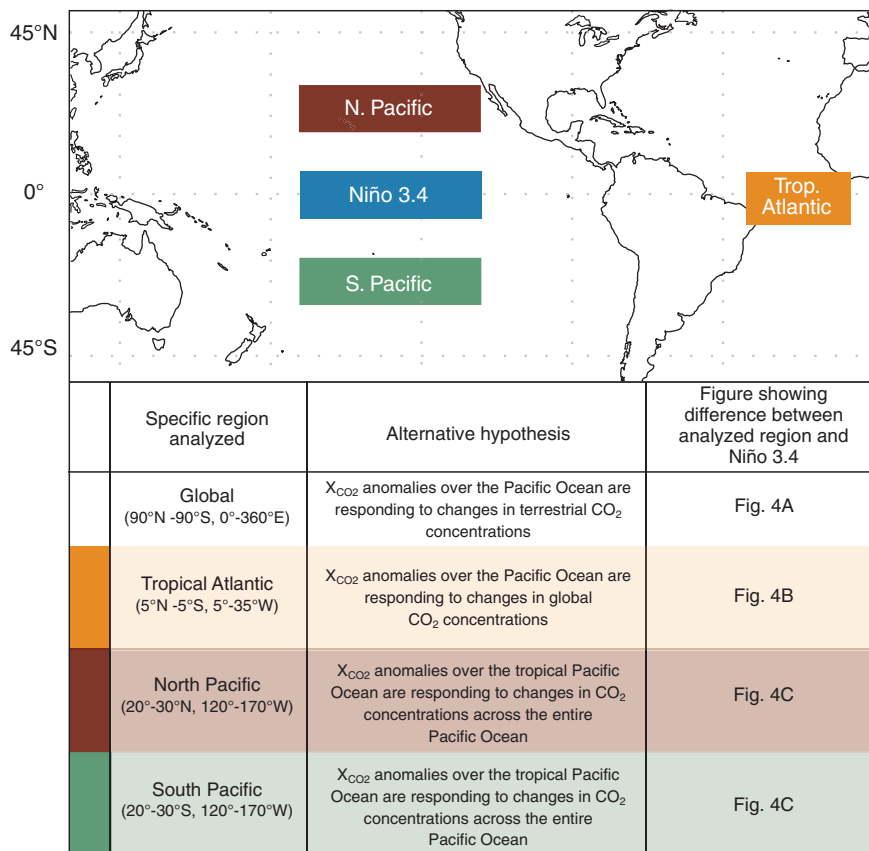 45°N
0°
45°S
N. Pacific
Niño 3.4
S. Pacific
Trop.
Atlantic
Specific region
analyzed
Alternative hypothesis
Figure showing
difference between
analyzed region and
Niño 3.4
Global
(90°N -90°S, 0°-360°E)
X_CO2 anomalies over the Pacific Ocean are
responding to changes in terrestrial CO2
concentrations
Fig. 4A
Tropical Atlantic
(5°N -5°S, 5°-35°W)
X_CO2 anomalies over the Pacific Ocean are
responding to changes in global
CO2 concentrations
Fig. 4B
North Pacific
(20°-30°N, 120°-170°W)
X_CO2 anomalies over the tropical Pacific
Ocean are responding to changes in CO2
concentrations across the entire
Pacific Ocean
Fig. 4C
South Pacific
(20°-30°S, 120°-170°W)
X_CO2 anomalies over the tropical Pacific
Ocean are responding to changes in CO2
concentrations across the entire
Pacific Ocean
Fig. 4C